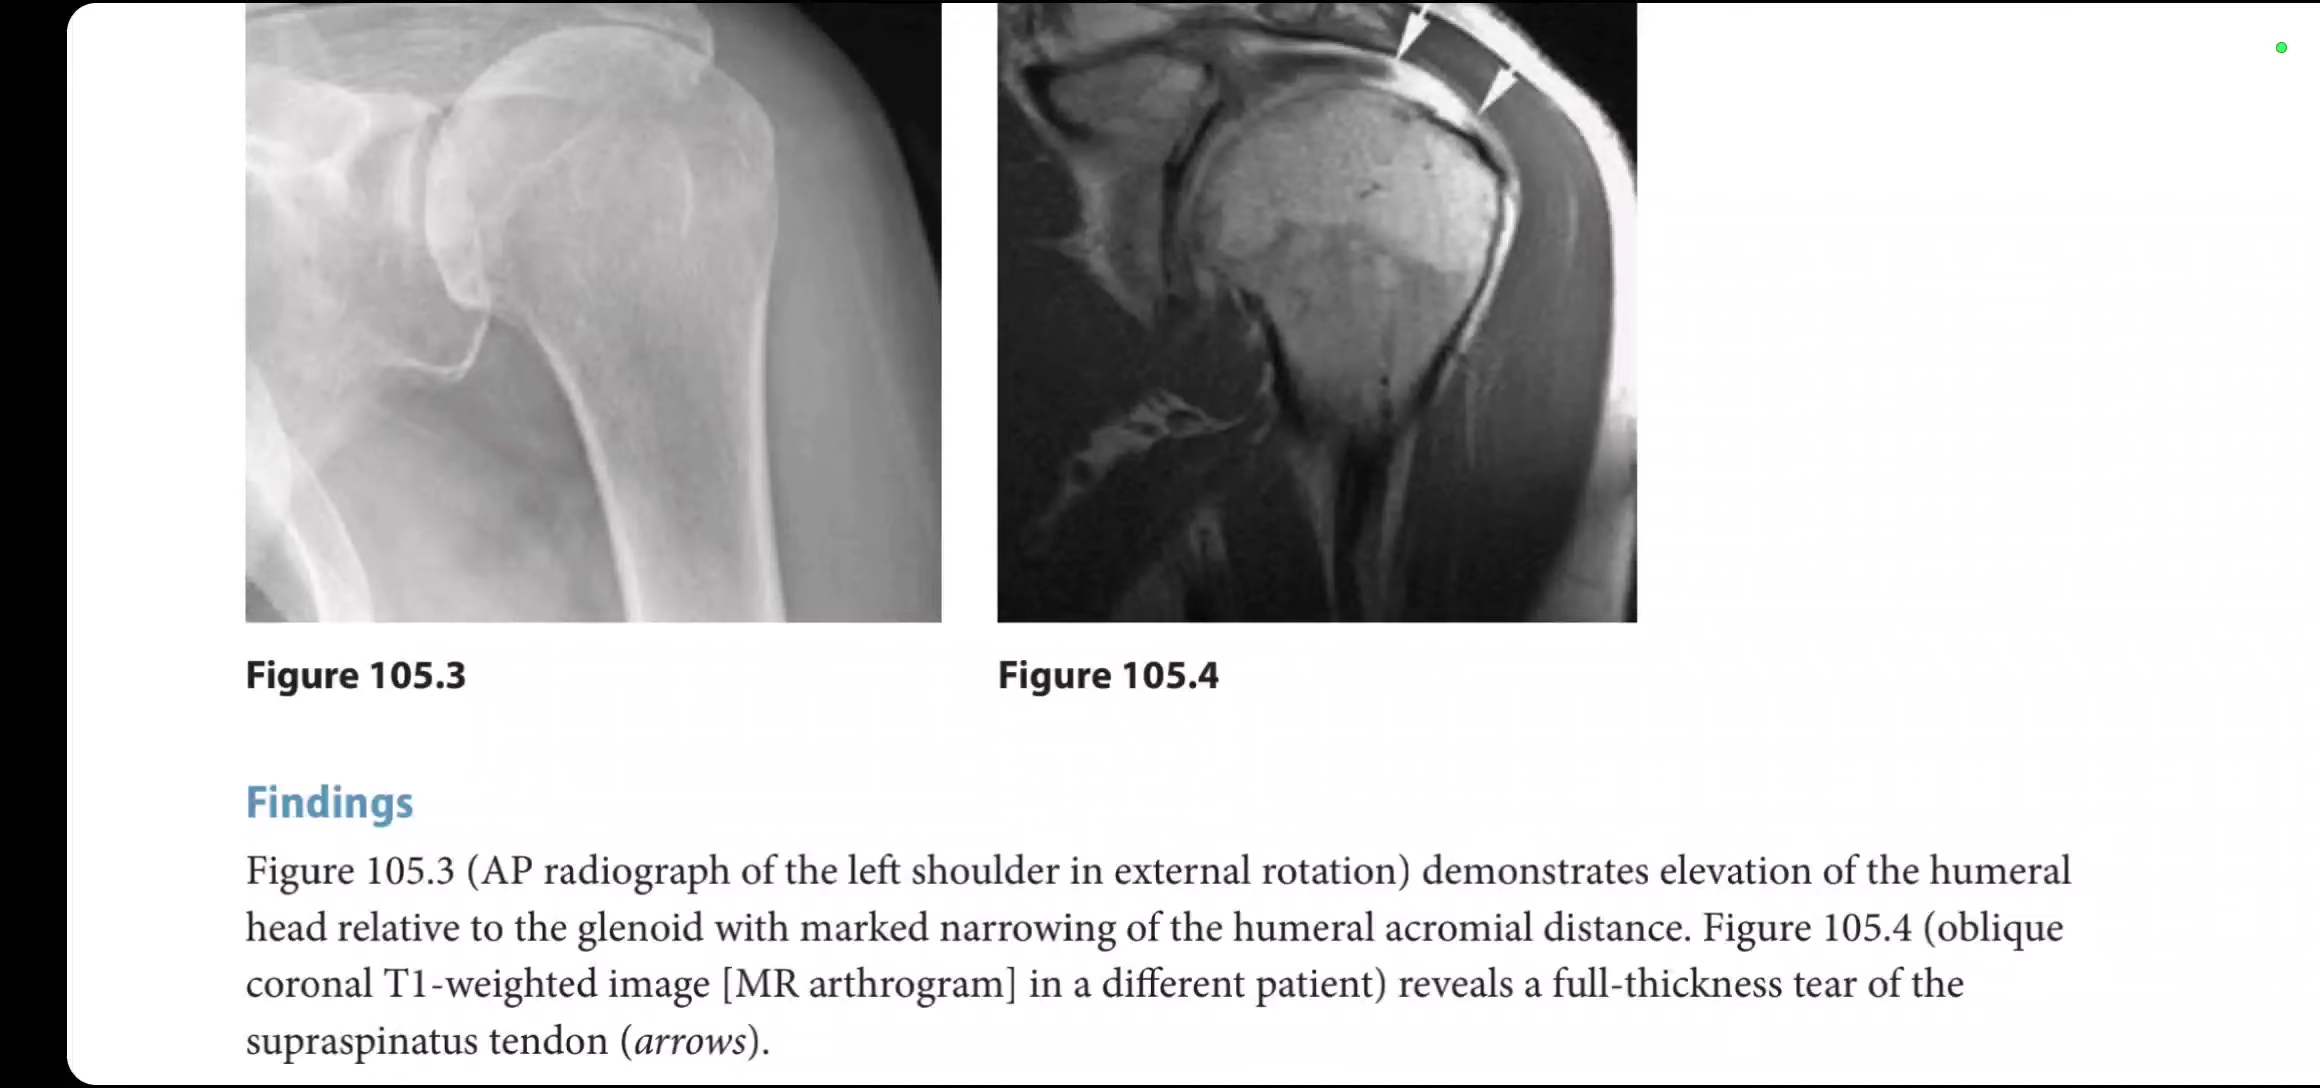 Figure 105.3
Figure 105.4
Findings
Figure 105.3 (AP radiograph of the left shoulder in external rotation) demonstrates elevation of the humeral
head relative to the glenoid with marked narrowing of the humeral acromial distance. Figure 105.4 (oblique
coronal T1-weighted image [MR arthrogram] in a different patient) reveals a full-thickness tear of the
supraspinatus tendon (arrows).